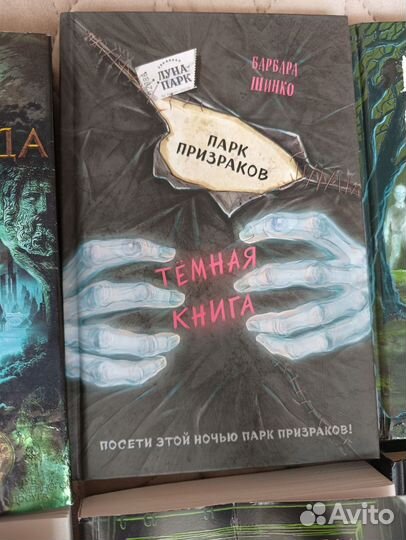 ЛУНА-
ПАРК
БАРБАРА
ШИНКО
ДА
ПАРК
ПРИЗРАКОВ
ТЁМНАЯ
КНИГА
ПОСЕТИ ЭТОЙ НОЧЬЮ ПАРК ПРИЗРАКОВ!
Avito